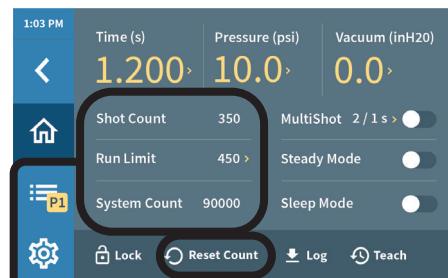 1:03 PM
Time (s) Pressure (psi) Vacuum (inH20)
1.200 10.0 0.0
Shot Count 350 MultiShot 2 / 1 s
Run Limit 450 Steady Mode
P1
System Count 90000 Sleep Mode
Lock Reset Count Log Teach